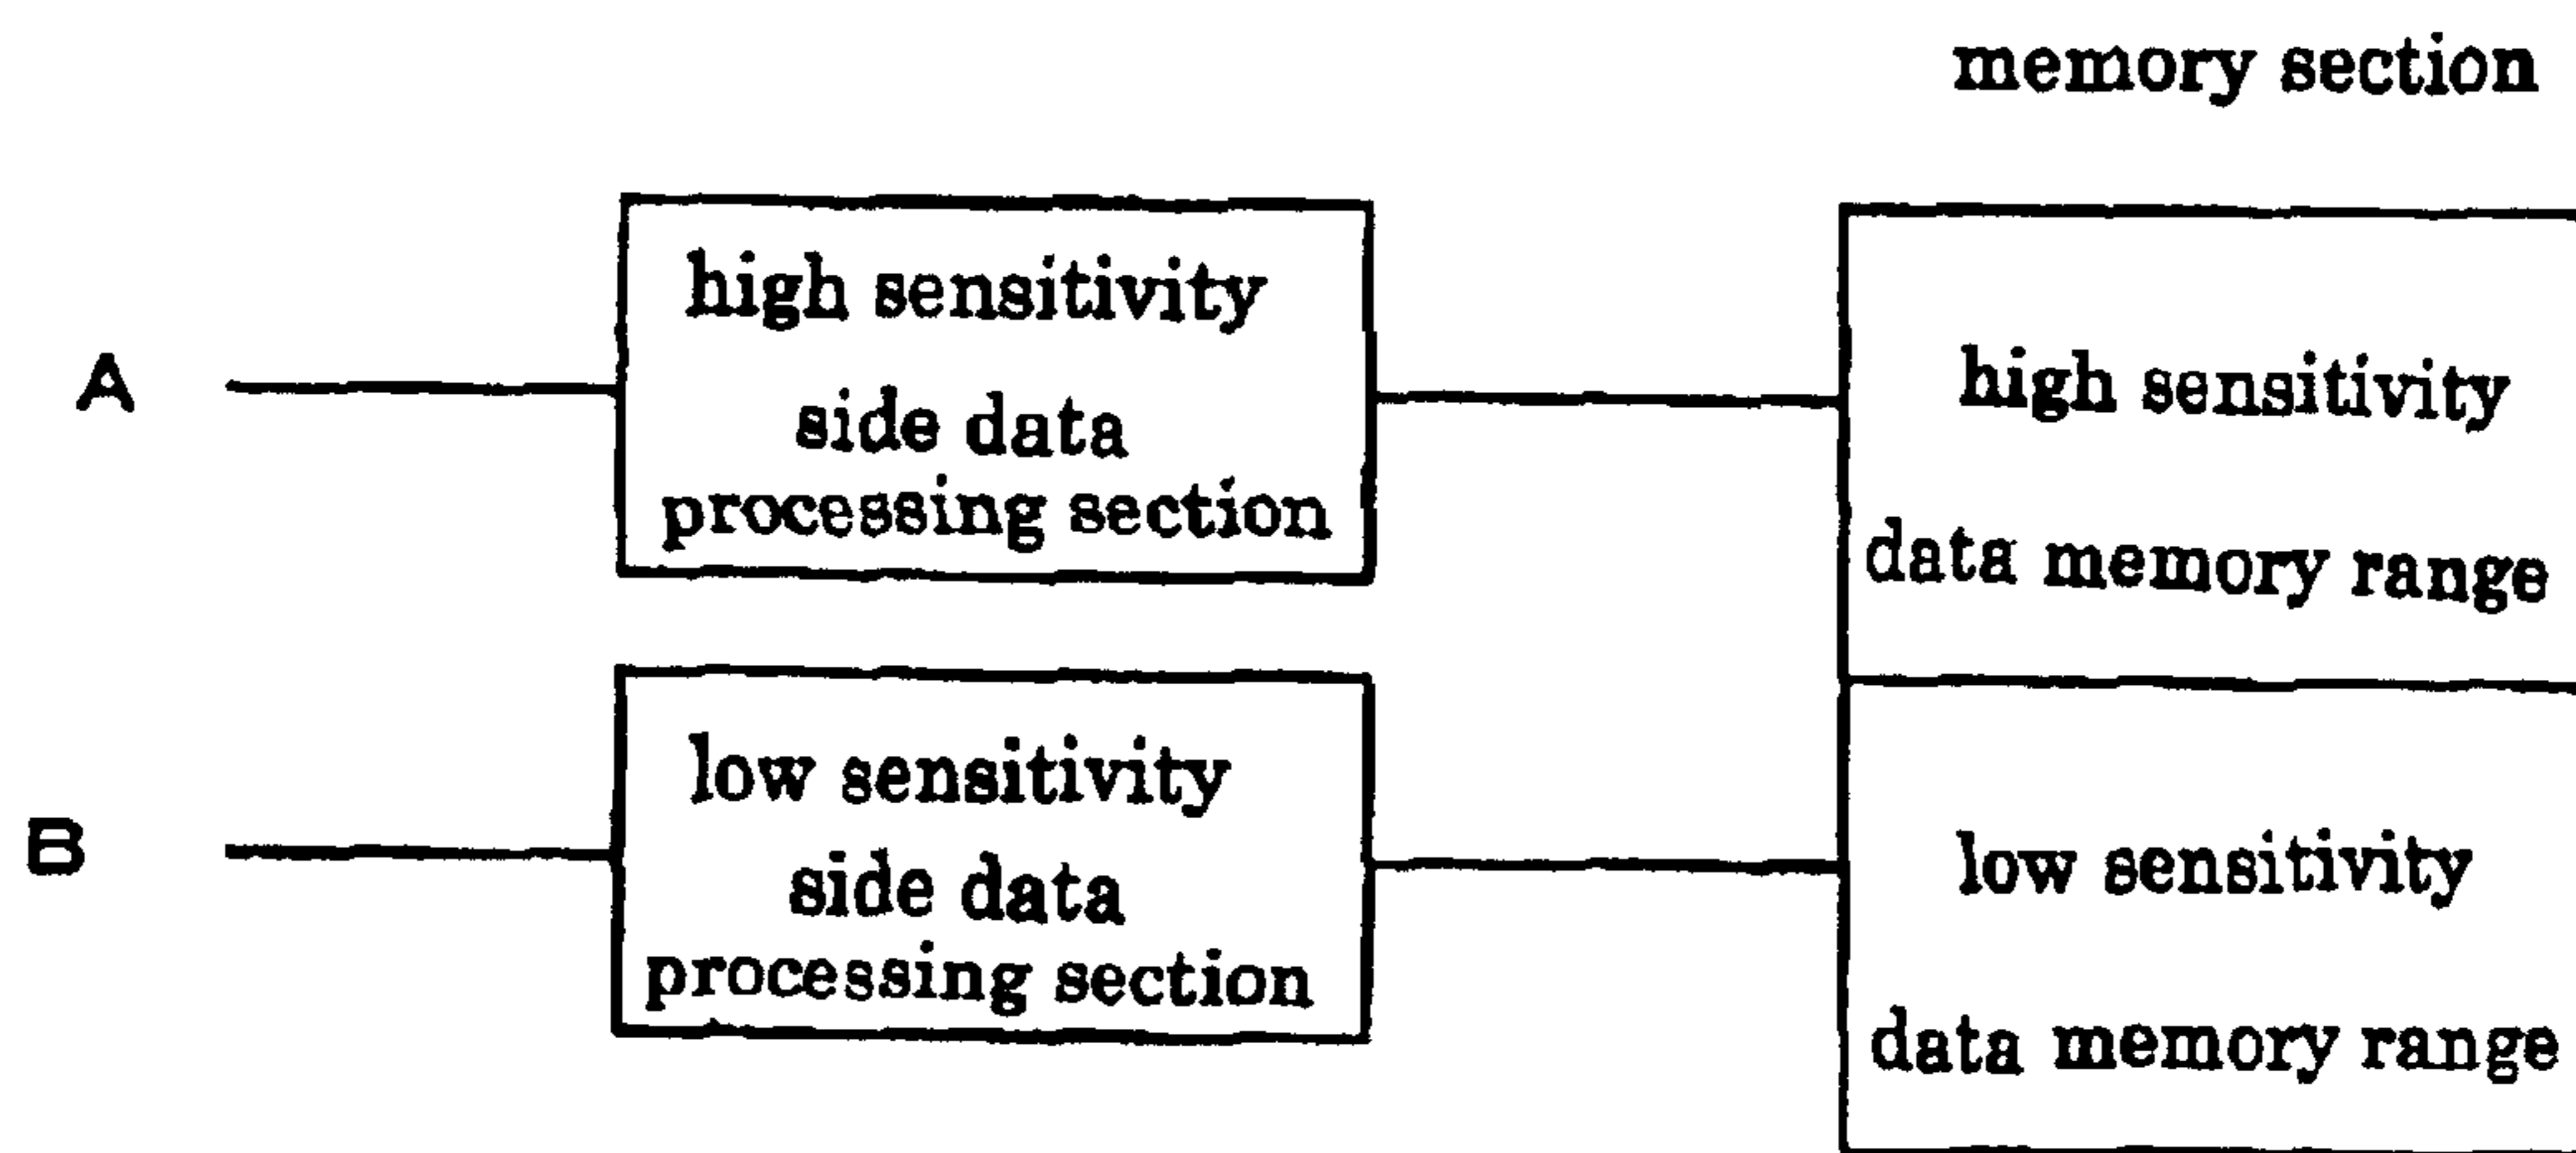 memory section
A
high sensitivity
side data
processing section
high sensitivity
data memory range
B
low sensitivity
side data
processing section
low sensitivity
data memory range